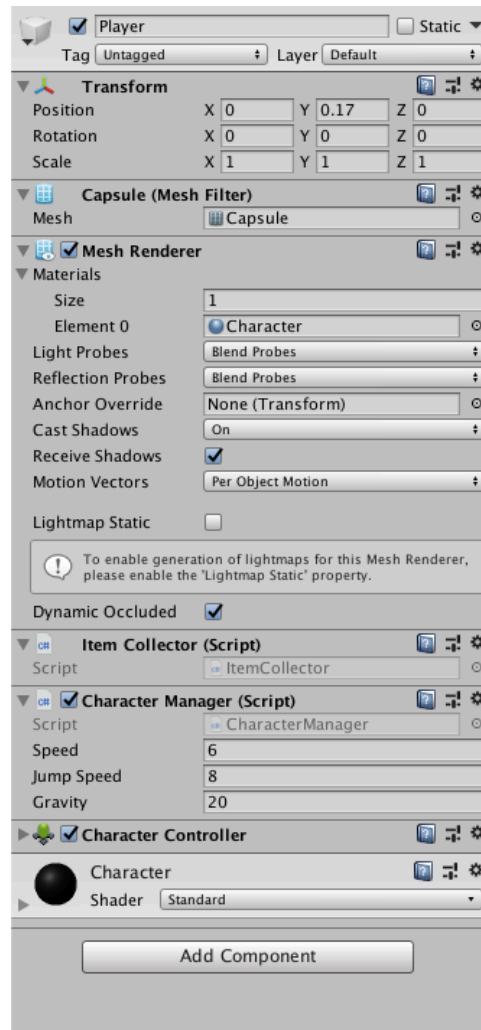 Player Static
Tag Untagged Layer Default
Transform
Position X 0 Y 0.17 Z 0
Rotation X 0 Y 0 Z 0
Scale X 1 Y 1 Z 1
Capsule (Mesh Filter)
Mesh Capsule
Mesh Renderer
Materials
Size 1
Element 0 Character
Light Probes Blend Probes
Reflection Probes Blend Probes
Anchor Override None (Transform)
Cast Shadows On
Receive Shadows
Motion Vectors Per Object Motion
Lightmap Static
To enable generation of lightmaps for this Mesh Renderer,
please enable the 'Lightmap Static' property.
Dynamic Occluded
C# Item Collector (Script)
Script ItemCollector
C# Character Manager (Script)
Script CharacterManager
Speed 6
Jump Speed 8
Gravity 20
Character Controller
Character
Shader Standard
Add Component